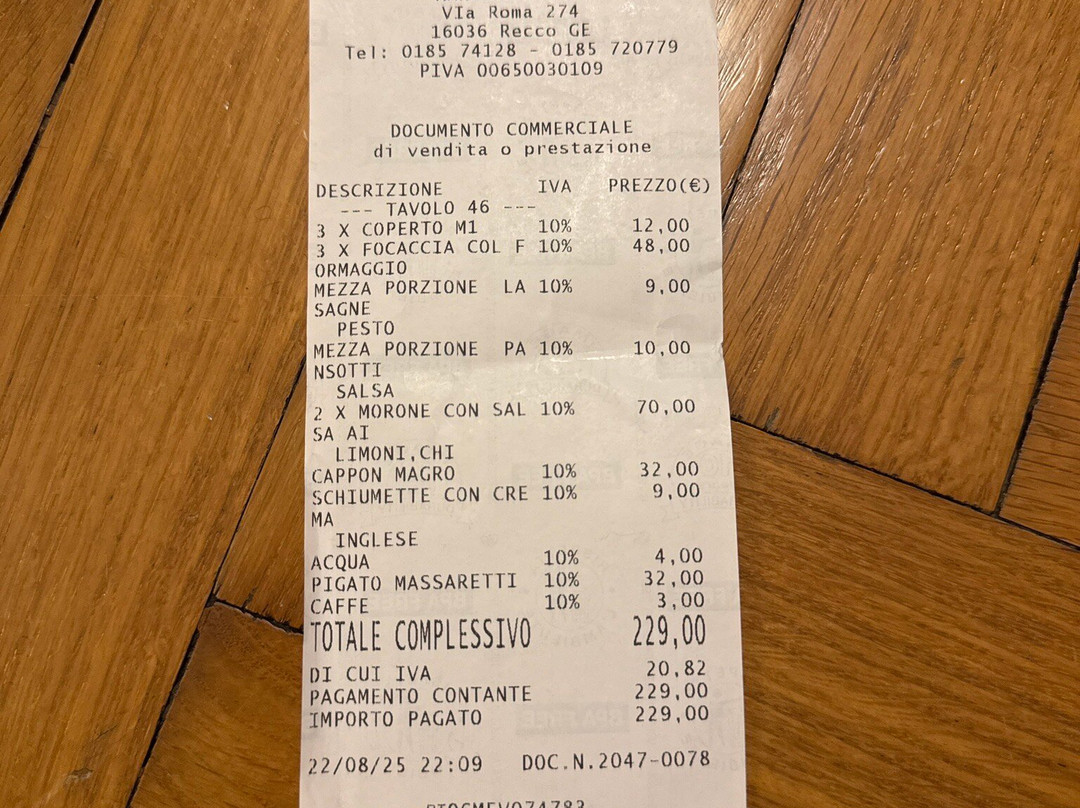 VIa Roma 274
16036 Recco GE
Tel: 0185 74128 - 0185 720779
PIVA 00650030109
DOCUMENTO COMMERCIALE
di vendita o prestazione
DESCRIZIONE IVA PREZZO(€)
--- TAVOLO 46 ---
3 X COPERTO M1 10% 12,00
3 X FOCACCIA COL F 10% 48,00
ORMAGGIO
MEZZA PORZIONE LA 10% 9,00
SAGNE
PESTO
MEZZA PORZIONE PA 10% 10,00
NSOTTI
SALSA
2 X MORONE CON SAL 10% 70,00
SA AI
LIMONI,CHI
CAPPON MAGRO 10% 32,00
SCHIUMETTE CON CRE 10% 9,00
MA
INGLESE
ACQUA 10% 4,00
PIGATO MASSARETTI 10% 32,00
CAFFE 10% 3,00
TOTALE COMPLESSIVO 229,00
DI CUI IVA 20,82
PAGAMENTO CONTANTE 229,00
IMPORTO PAGATO 229,00
22/08/25 22:09 DOC.N.2047-0078